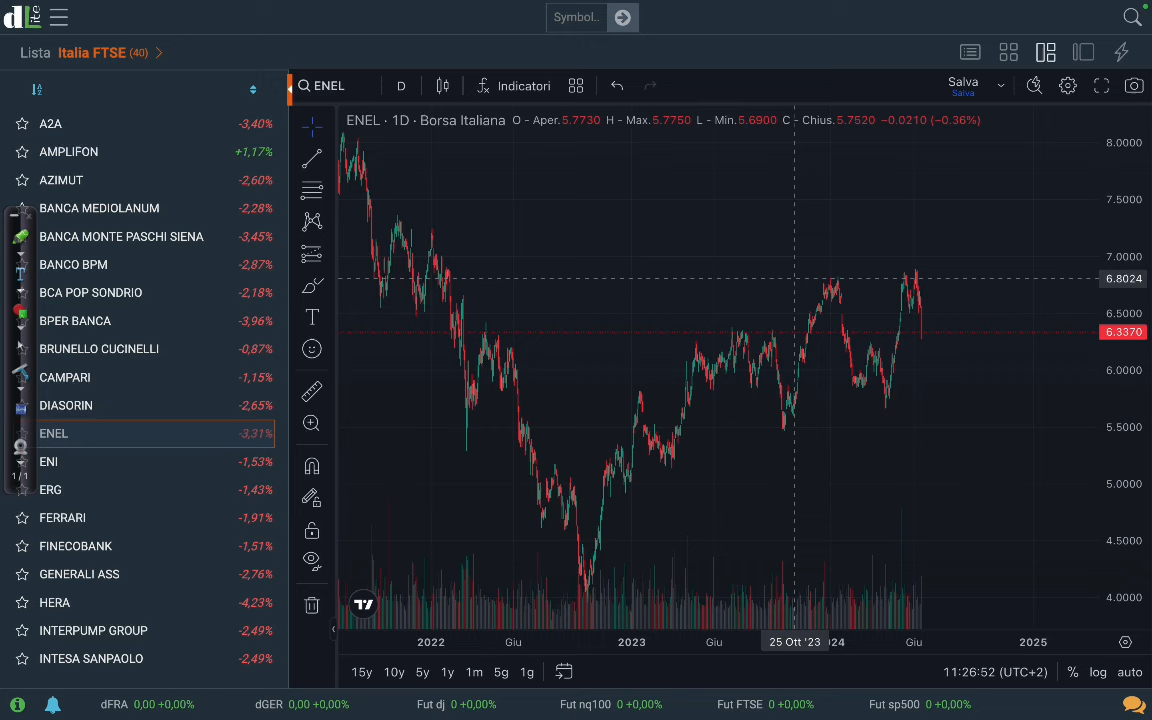 dLite
Symbol..
Lista Italia FTSE (40)
ENEL D Indicatori Salva
Salva
ENEL · 1D · Borsa Italiana O - Aper.5.7730 H - Max.5.7750 L - Min.5.6900 C - Chius.5.7520 −0.0210 (−0.36%)
A2A -3,40%
AMPLIFON +1,17%
AZIMUT -2,60%
BANCA MEDIOLANUM -2,28%
BANCA MONTE PASCHI SIENA -3,45%
BANCO BPM -2,87%
BCA POP SONDRIO -2,18%
BPER BANCA -3,96%
BRUNELLO CUCINELLI -0,87%
CAMPARI -1,15%
DIASORIN -2,65%
ENEL -3,31%
ENI -1,53%
1/1
ERG -1,43%
FERRARI -1,91%
FINECOBANK -1,51%
GENERALI ASS -2,76%
HERA -4,23%
INTERPUMP GROUP -2,49%
INTESA SANPAOLO -2,49%
8.0000
7.5000
7.0000
6.8024
6.5000
6.3370
6.0000
5.5000
5.0000
4.5000
4.0000
2022 Giu 2023 Giu 25 Ott '23 024 Giu 2025
15y 10y 5y 1y 1m 5g 1g 11:26:52 (UTC+2) % log auto
dFRA 0,00 +0,00% dGER 0,00 +0,00% Fut dj 0 +0,00% Fut nq100 0 +0,00% Fut FTSE 0 +0,00% Fut sp500 0 +0,00%